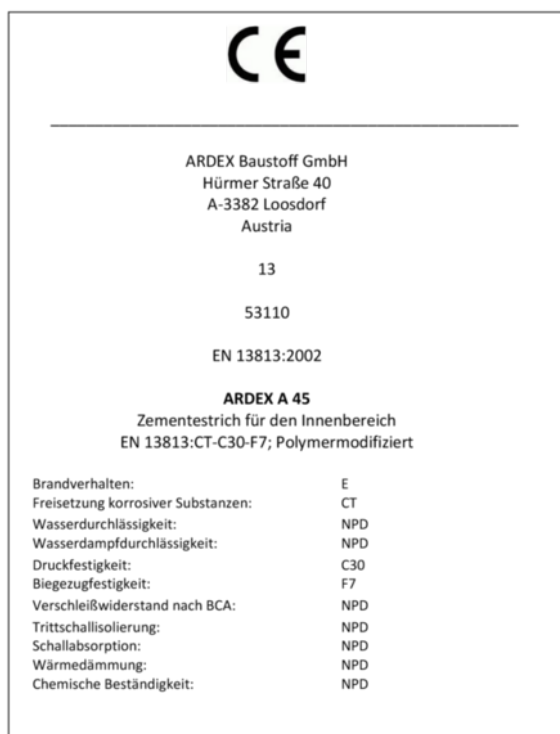 CE
ARDEX Baustoff GmbH
Hürmer Straße 40
A-3382 Loosdorf
Austria
13
53110
EN 13813:2002
ARDEX A 45
Zementestrich für den Innenbereich
EN 13813:CT-C30-F7; Polymermodifiziert
Brandverhalten: E
Freisetzung korrosiver Substanzen: CT
Wasserdurchlässigkeit: NPD
Wasserdampfdurchlässigkeit: NPD
Druckfestigkeit: C30
Biegezugfestigkeit: F7
Verschleißwiderstand nach BCA: NPD
Trittschallisolierung: NPD
Schallabsorption: NPD
Wärmedämmung: NPD
Chemische Beständigkeit: NPD